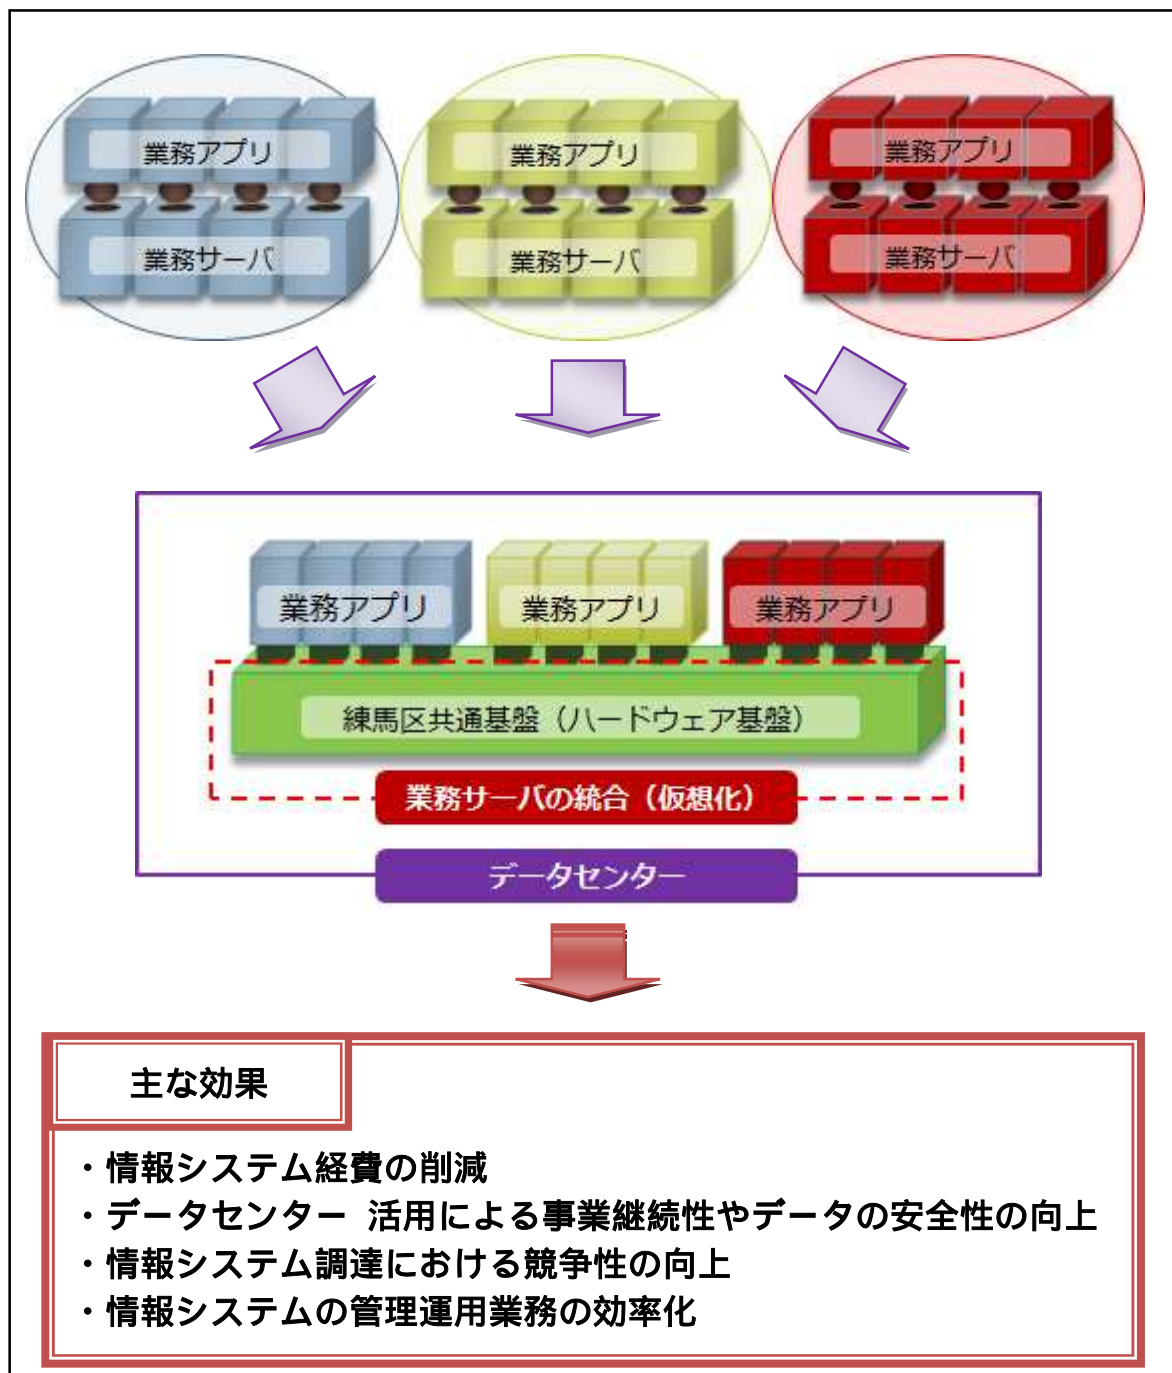 業務アプリ
業務サーバ
業務アプリ
業務サーバ
業務アプリ
業務サーバ
業務アプリ
業務アプリ
業務アプリ
練馬区共通基盤（ハードウェア基盤）
業務サーバの統合（仮想化）
データセンター
主な効果
・情報システム経費の削減
・データセンター 活用による事業継続性やデータの安全性の向上
・情報システム調達における競争性の向上
・情報システムの管理運用業務の効率化